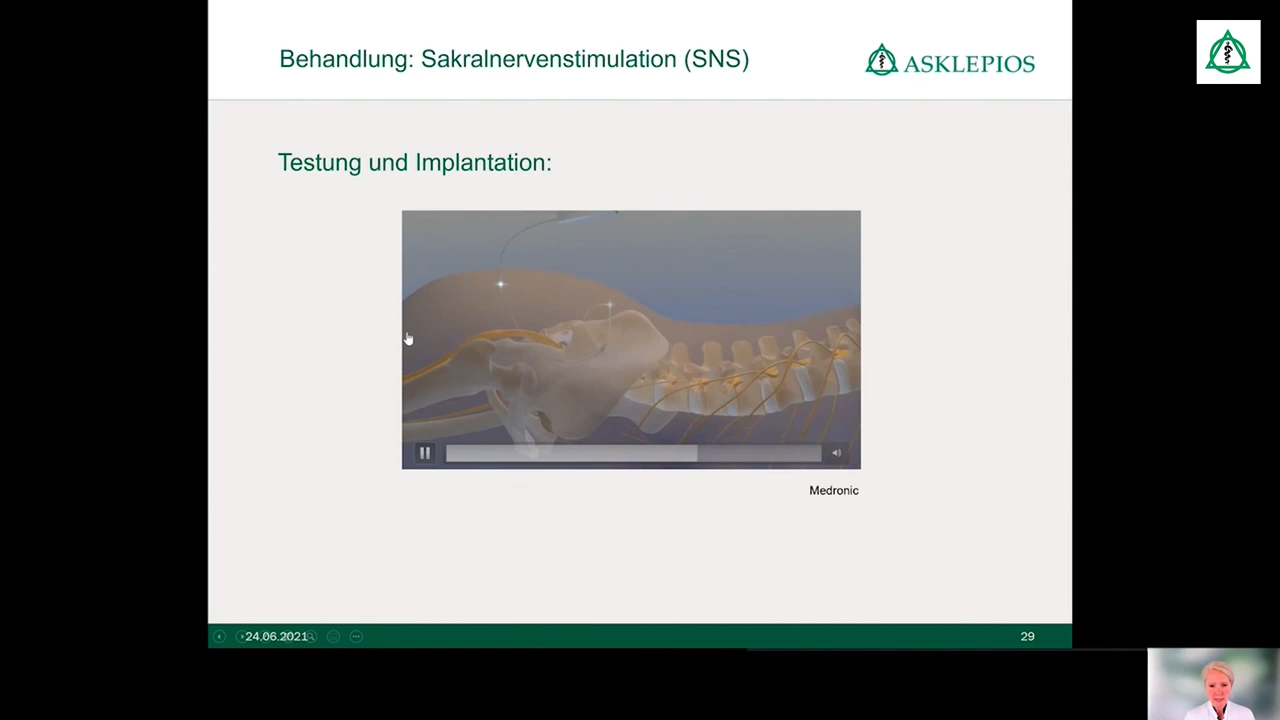 Behandlung: Sakralnervenstimulation (SNS)
ASKLEPIOS
Testung und Implantation:
Medronic
24.06.2021
29